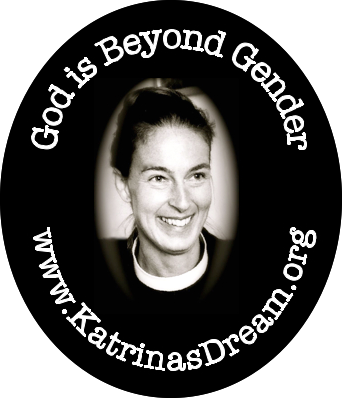 God is Beyond Gender
www.KatrinasDream.org